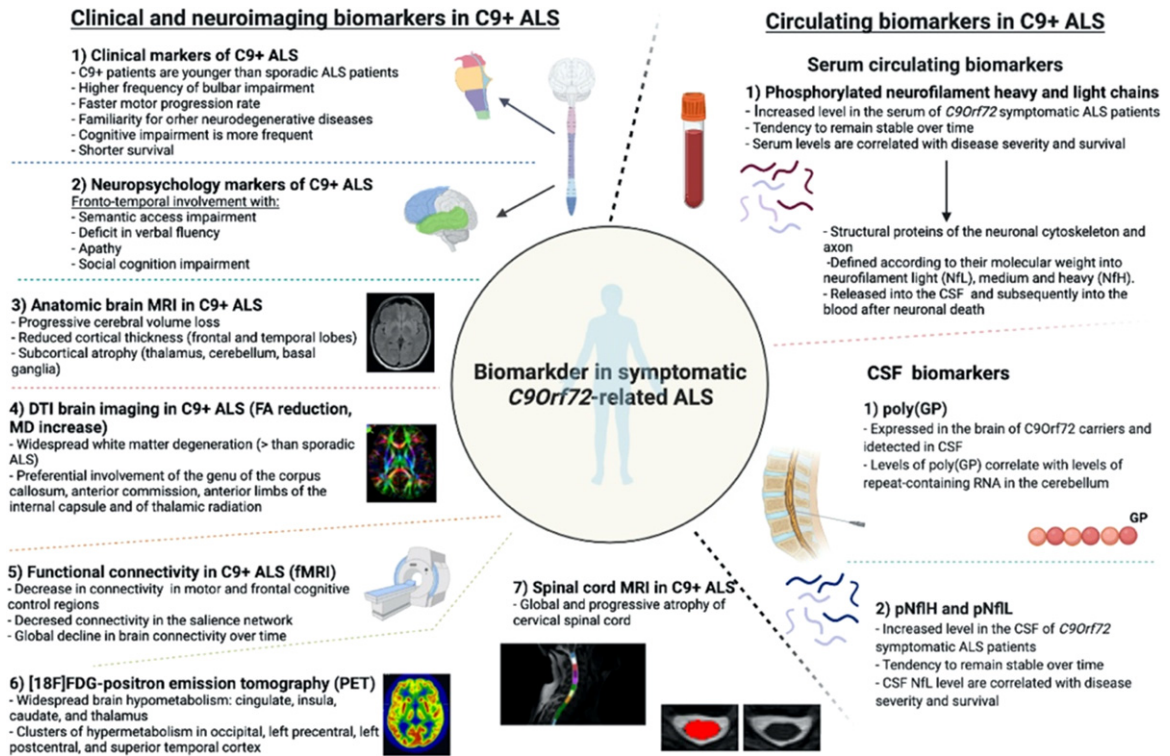 Clinical and neuroimaging biomarkers in C9+ ALS
1) Clinical markers of C9+ ALS
- C9+ patients are younger than sporadic ALS patients
- Higher frequency of bulbar impairment
- Faster motor progression rate
- Familiarity for orher neurodegenerative diseases
- Cognitive impairment is more frequent
- Shorter survival
2) Neuropsychology markers of C9+ ALS
Fronto-temporal involvement with:
- Semantic access impairment
- Deficit in verbal fluency
- Apathy
- Social cognition impairment
3) Anatomic brain MRI in C9+ ALS
- Progressive cerebral volume loss
- Reduced cortical thickness (frontal and temporal lobes)
- Subcortical atrophy (thalamus, cerebellum, basal
ganglia)
4) DTI brain imaging in C9+ ALS (FA reduction,
MD increase)
- Widespread white matter degeneration (> than sporadic
ALS)
- Preferential involvement of the genu of the corpus
callosum, anterior commission, anterior limbs of the
internal capsule and of thalamic radiation
5) Functional connectivity in C9+ ALS (fMRI)
- Decrease in connectivity in motor and frontal cognitive
control regions
- Decresed connectivity in the salience network
- Global decline in brain connectivity over time
6) [18F]FDG-positron emission tomography (PET)
- Widespread brain hypometabolism: cingulate, insula,
caudate, and thalamus
- Clusters of hypermetabolism in occipital, left precentral, left
postcentral, and superior temporal cortex
Biomarkder in symptomatic
C9Orf72-related ALS
7) Spinal cord MRI in C9+ ALS
- Global and progressive atrophy of
cervical spinal cord
Circulating biomarkers in C9+ ALS
Serum circulating biomarkers
1) Phosphorylated neurofilament heavy and light chains
- Increased level in the serum of C9Orf72 symptomatic ALS patients
- Tendency to remain stable over time
- Serum levels are correlated with disease severity and survival
- Structural proteins of the neuronal cytoskeleton and
axon
-Defined according to their molecular weight into
neurofilament light (NfL), medium and heavy (NfH).
- Released into the CSF and subsequently into the
blood after neuronal death
CSF biomarkers
1) poly(GP)
- Expressed in the brain of C9Orf72 carriers and
idetected in CSF
- Levels of poly(GP) correlate with levels of
repeat-containing RNA in the cerebellum
GP
2) pNflH and pNflL
- Increased level in the CSF of C9Orf72
symptomatic ALS patients
- Tendency to remain stable over time
- CSF NfL level are correlated with disease
severity and survival